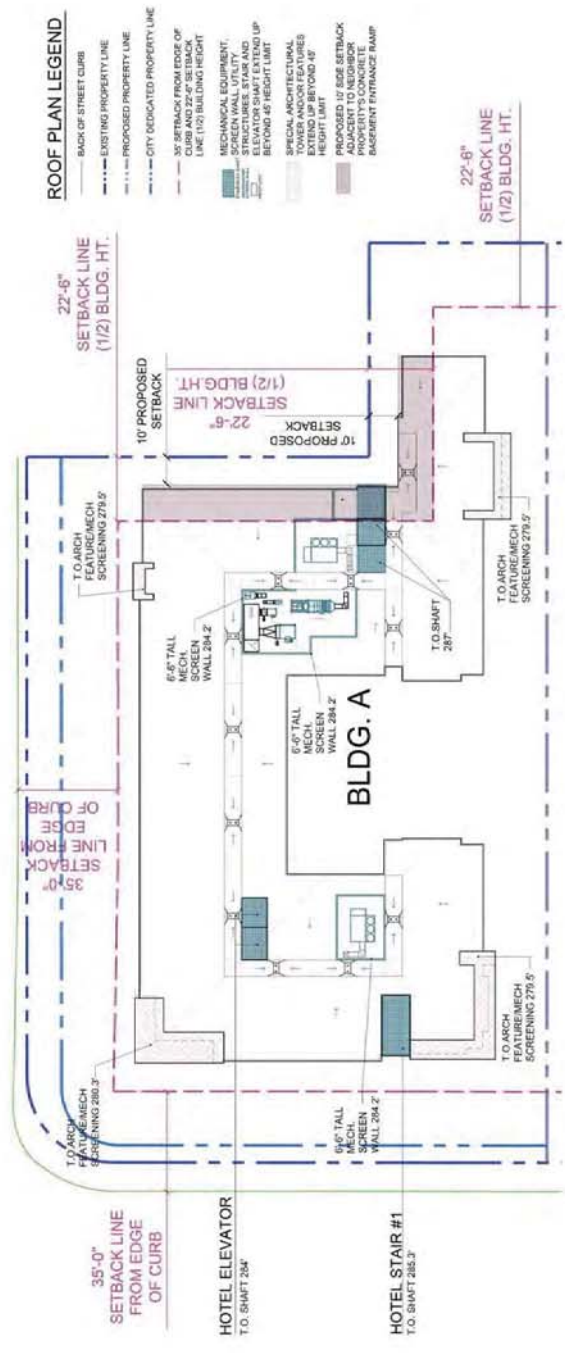 ROOF PLAN LEGEND
BACK OF STREET CURB
EXISTING PROPERTY LINE
PROPOSED PROPERTY LINE
CITY DEDICATED PROPERTY LINE
35' SETBACK FROM EDGE OF
CURB AND 22'-6" SETBACK
LINE (1/2) BUILDING HEIGHT
MECHANICAL EQUIPMENT,
SCREEN WALL, UTILITY
STRUCTURES, STAIR AND
ELEVATOR SHAFT EXTEND UP
BEYOND 45' HEIGHT LIMIT
SPECIAL ARCHITECTURAL
TOWER AND/OR FEATURES
EXTEND UP BEYOND 45'
HEIGHT LIMIT
PROPOSED 10' SIDE SETBACK
ADJACENT TO NEIGHBOR
PROPERTY'S CONCRETE
BASEMENT ENTRANCE RAMP
22'-6"
SETBACK LINE
(1/2) BLDG. HT.
22'-6"
SETBACK LINE
(1/2) BLDG. HT.
10' PROPOSED
SETBACK
22'-6"
SETBACK LINE
(1/2) BLDG.HT.
10' PROPOSED
SETBACK
T.O.ARCH
FEATURE/MECH
SCREENING 279.5'
6'-6" TALL
MECH.
SCREEN
WALL 284.2'
6'-6" TALL
MECH.
SCREEN
WALL 284.2'
T.O.SHAFT
287'
T.O.ARCH
FEATURE/MECH
SCREENING 279.5'
BLDG. A
35'-0"
SETBACK
LINE FROM
EDGE
OF CURB
T.O.ARCH
FEATURE/MECH
SCREENING 280.3'
6'-6" TALL
MECH.
SCREEN
WALL 284.2'
T.O.ARCH
FEATURE/MECH
SCREENING 279.5'
35'-0"
SETBACK LINE
FROM EDGE
OF CURB
HOTEL ELEVATOR
T.O. SHAFT 284'
HOTEL STAIR #1
T.O. SHAFT 285.3'